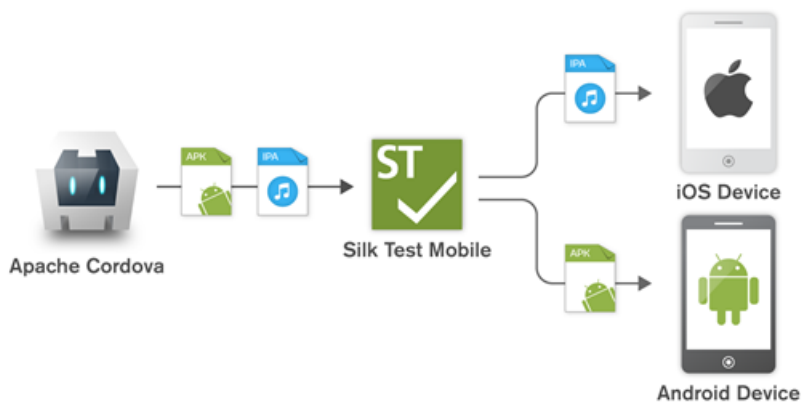 APK
IPA
Apache Cordova
ST
Silk Test Mobile
IPA
iOS Device
APK
Android Device